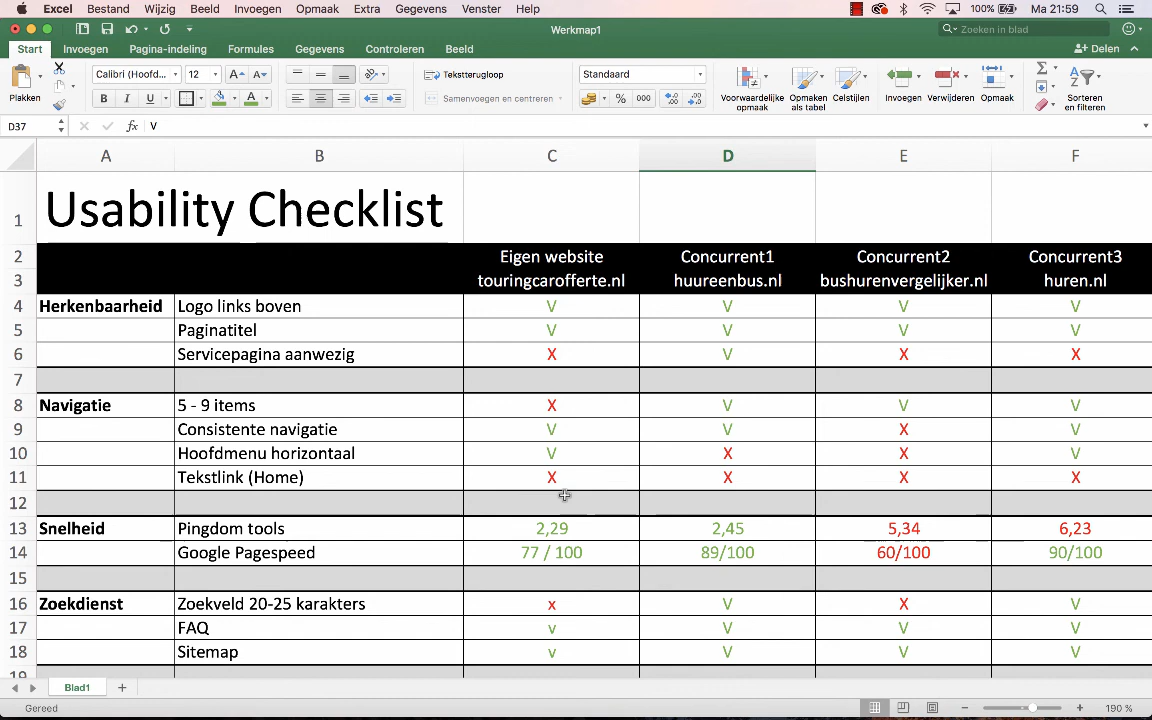 Excel Bestand Wijzig Beeld Invoegen Opmaak Extra Gegevens Venster Help 100% Ma 21:59
Werkmap1
Zoeken in blad
Start Invoegen Pagina-indeling Formules Gegevens Controleren Beeld Delen
Plakken
Calibri (Hoofd... 12 A A
B I U A
Tekstterugloop
Samenvoegen en centreren
Standaard
% 000
Voorwaardelijke opmaak
Opmaken als tabel
Celstijlen
Invoegen
Verwijderen
Opmaak
Sorteren en filteren
D37 fx V
A B C D E F
1 Usability Checklist
2 Eigen website Concurrent1 Concurrent2 Concurrent3
3 touringcarofferte.nl huureenbus.nl bushurenvergelijker.nl huren.nl
4 Herkenbaarheid Logo links boven V V V V
5 Paginatitel V V V V
6 Servicepagina aanwezig X V X X
7
8 Navigatie 5 - 9 items X V V V
9 Consistente navigatie V V X V
10 Hoofdmenu horizontaal V X X V
11 Tekstlink (Home) X X X X
12
13 Snelheid Pingdom tools 2,29 2,45 5,34 6,23
14 Google Pagespeed 77 / 100 89/100 60/100 90/100
15
16 Zoekdienst Zoekveld 20-25 karakters x V X V
17 FAQ v V V V
18 Sitemap v V V V
19
Blad1
Gereed 190 %